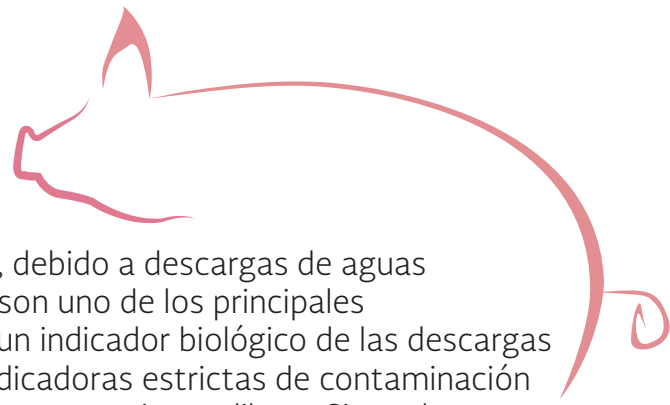 , debido a descargas de aguas
son uno de los principales
un indicador biológico de las descargas
dicadoras estrictas de contaminación